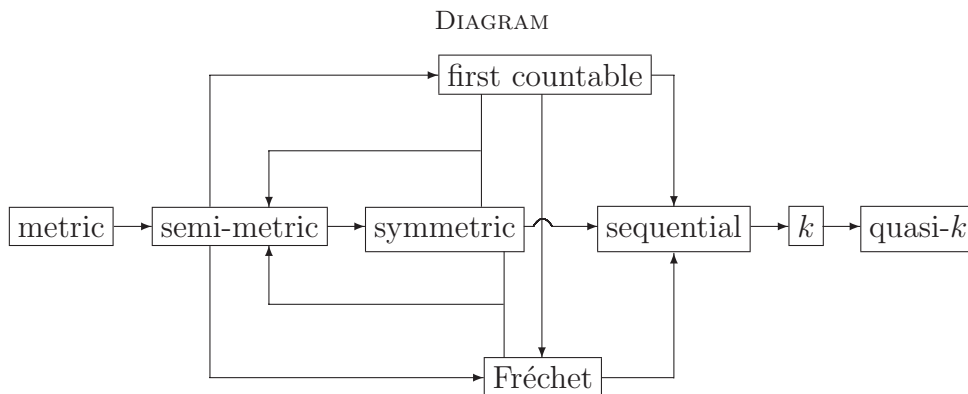 DIAGRAM
first countable
metric semi-metric symmetric sequential k quasi-k
Fréchet